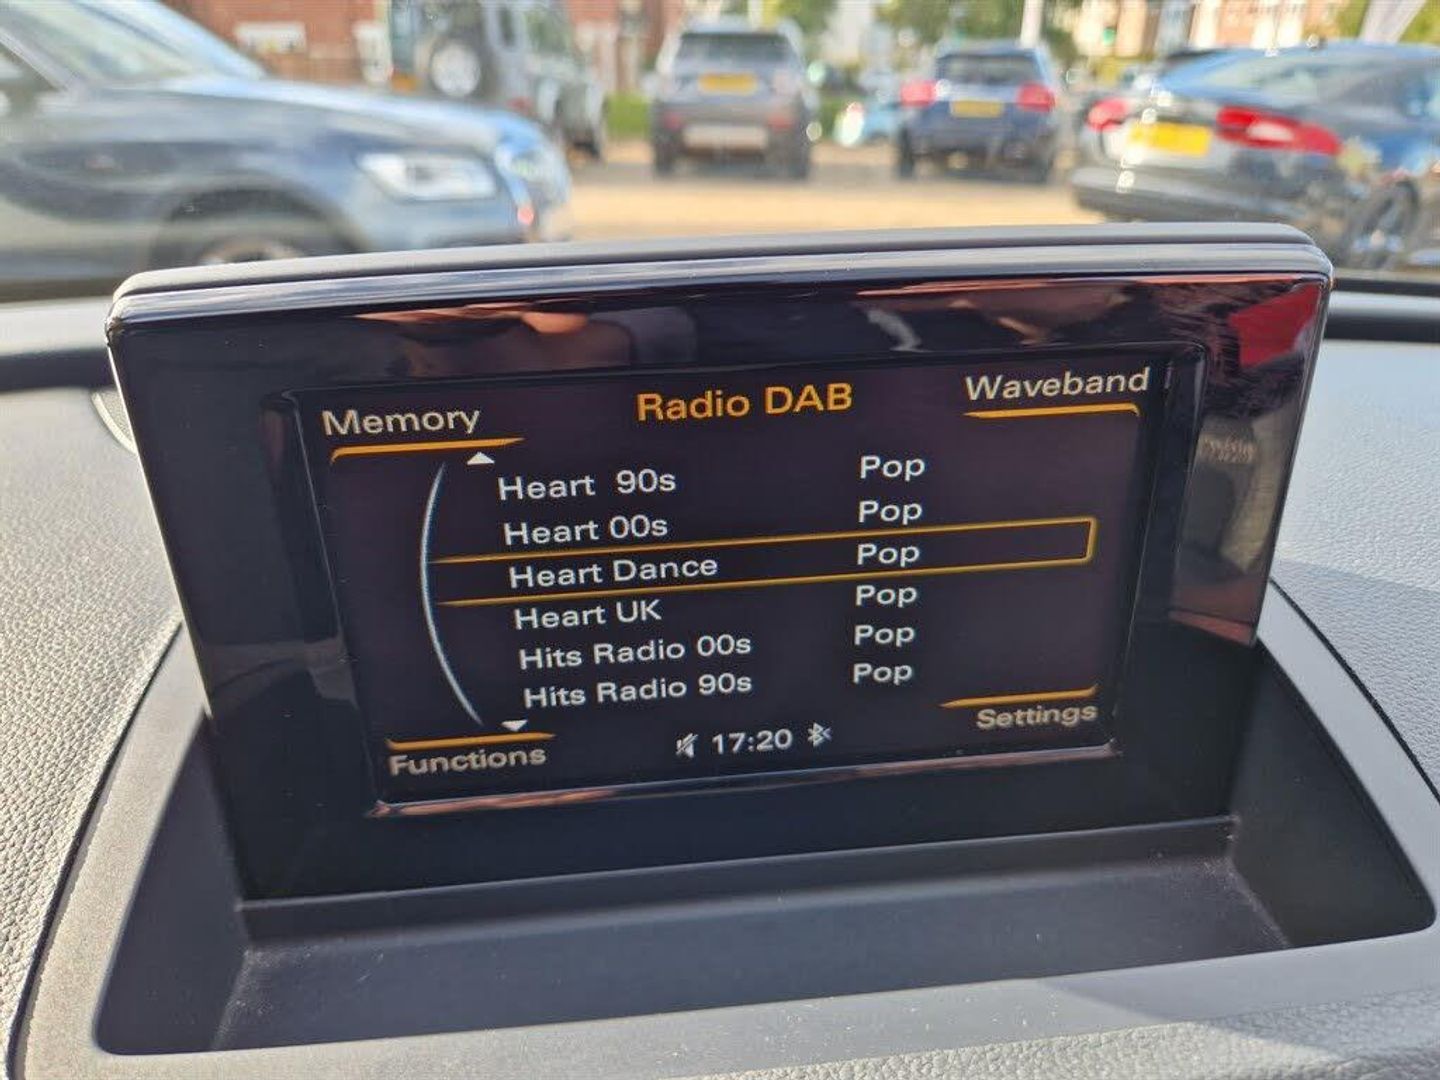 Memory
Radio DAB
Waveband
Heart 90s Pop
Heart 00s Pop
Heart Dance Pop
Heart UK Pop
Hits Radio 00s Pop
Hits Radio 90s Pop
Functions
17:20
Settings